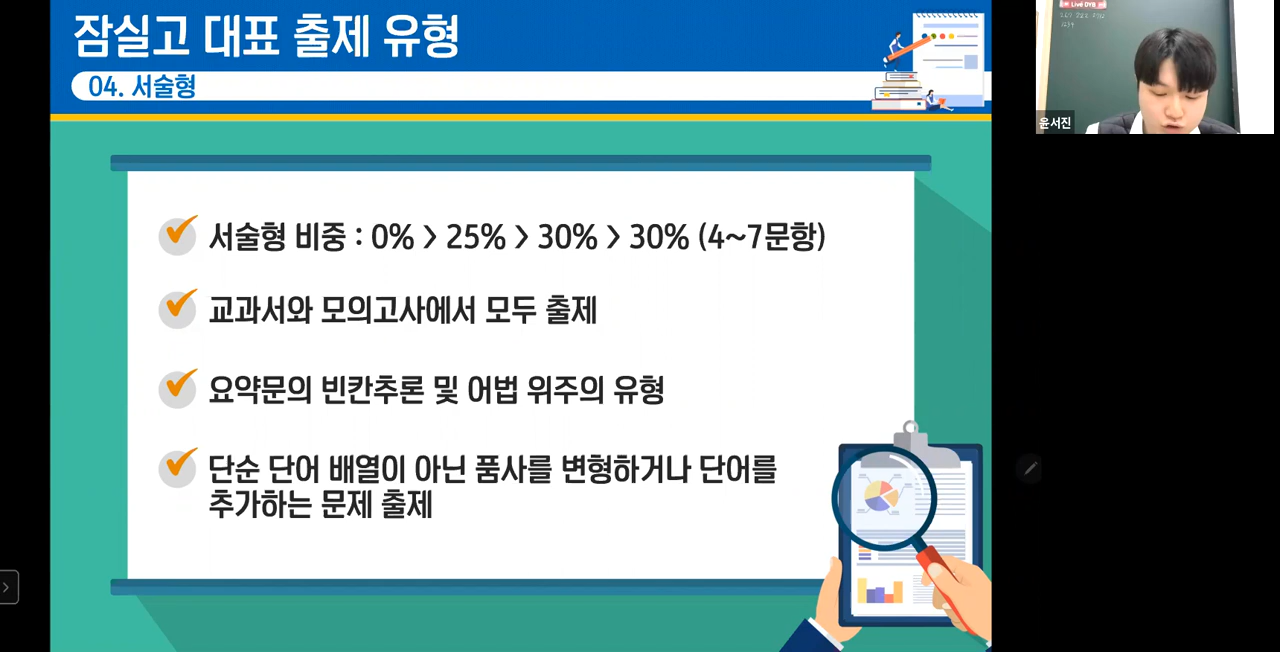 잠실고 대표 출제 유형
04. 서술형
Live DYB
윤서진
서술형 비중 : 0% > 25% > 30% > 30% (4~7문항)
교과서와 모의고사에서 모두 출제
요약문의 빈칸추론 및 어법 위주의 유형
단순 단어 배열이 아닌 품사를 변형하거나 단어를
추가하는 문제 출제